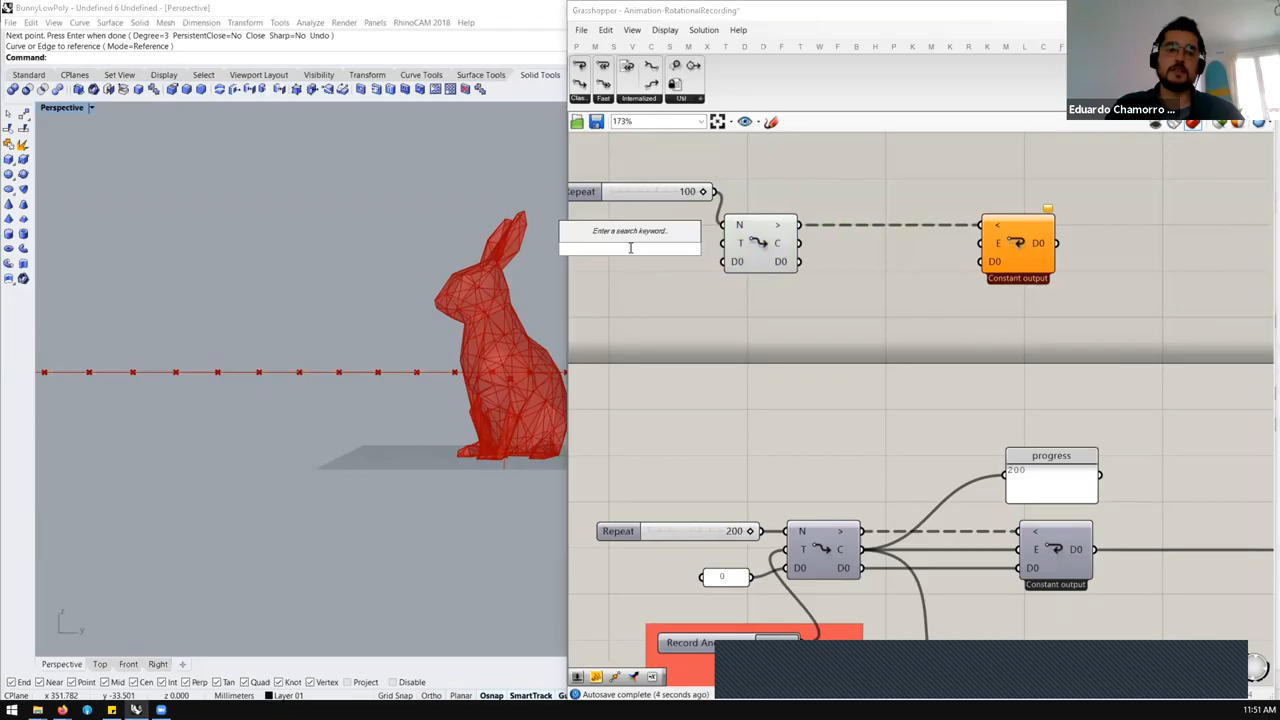 BunnyLowPoly - Undefined 6 Undefined - [Perspective]
File Edit View Curve Surface Solid Mesh Dimension Transform Tools Analyze Render Panels RhinoCAM 2018 Help
Next point. Press Enter when done ( Degree=3 PersistentClose=No Close Sharp=No Undo )
Curve or Edge to reference ( Mode=Reference )
Command:
Standard CPlanes Set View Display Select Viewport Layout Visibility Transform Curve Tools Surface Tools Solid Tools
Perspective
z
y
Perspective Top Front Right
End Near Point Mid Cen Int Perp Tan Quad Knot Vertex Project Disable
CPlane x 351.782 y -33.501 z 0.000 Millimeters Layer 01 Grid Snap Ortho Planar Osnap SmartTrack
Grasshopper - Animation-RotationalRecording*
File Edit View Display Solution Help
P M S V C S M X T D D F T W T L K M K M L M C
Clas.. Fast Internalized Util
173%
Eduardo Chamorro ...
Repeat 100
Enter a search keyword..
N >
T C
D0 D0
<
E D0
D0
Constant output
progress
200
Repeat 200
N >
T C
D0 D0
0
<
E D0
D0
Constant output
Record An
Autosave complete (4 seconds ago)
11:51 AM